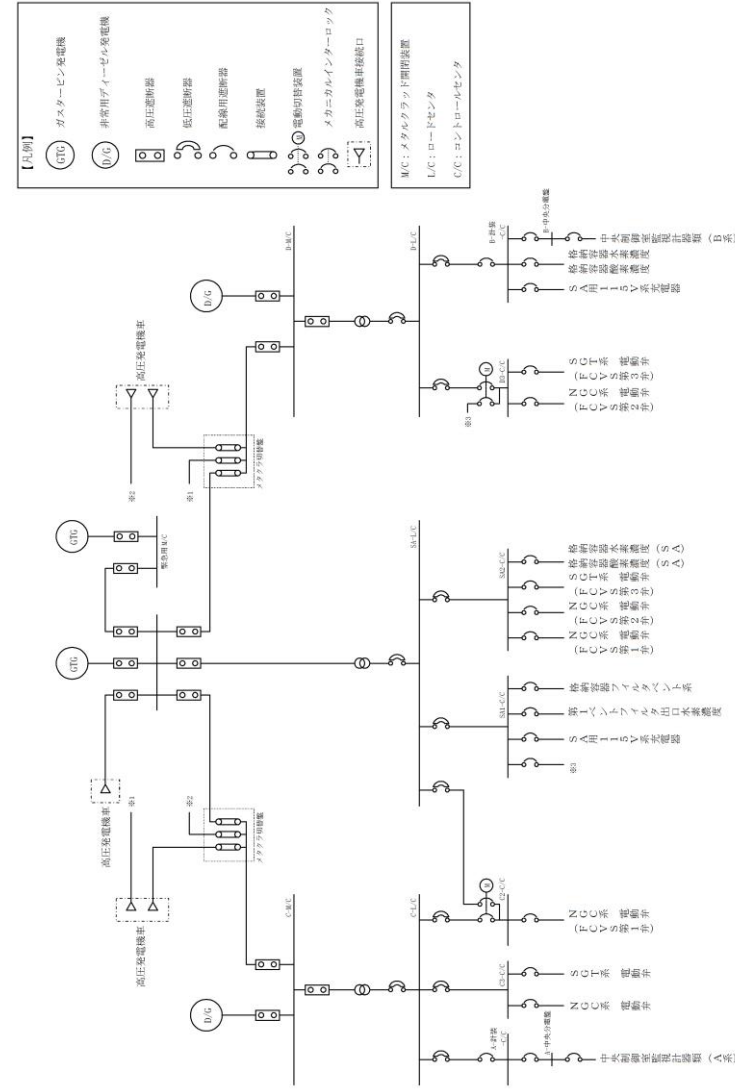 【凡例】
GTG
ガスタービン発電機
D/G
非常用ディーゼル発電機
高圧遮断器
低圧遮断器
配線用遮断器
接続装置
M
電動切替装置
メカニカルインターロック
高圧発電機車接続口
M/C：メタルクラッド開閉装置
L/C：ロードセンタ
C/C：コントロールセンタ
高圧発電機車
※1
高圧発電機車
※2
メタクラ切替盤
GTG
GTG
緊急用M/C
高圧発電機車
※2
※1
メタクラ切替盤
D/G
C-M/C
D/G
D-M/C
C-L/C
SA-L/C
D-L/C
A-計装
-C/C
A-中央分電盤
中央制御室監視計器類（A系）
C3-C/C
NGC系 電動弁
SGT系 電動弁
M
C2-C/C
NGC系 電動弁
（FCVS第1弁）
SA1-C/C
※3
SA用115V系充電器
第1ベントフィルタ出口水素濃度
格納容器フィルタベント系
SA2-C/C
NGC系 電動弁
（FCVS第1弁）
NGC系 電動弁
（FCVS第2弁）
SGT系 電動弁
（FCVS第3弁）
格納容器酸素濃度（SA）
格納容器水素濃度（SA）
※3
M
D3-C/C
NGC系 電動弁
（FCVS第2弁）
SGT系 電動弁
（FCVS第3弁）
B-計装
-C/C
SA用115V系充電器
格納容器酸素濃度
格納容器水素濃度
B-中央分電盤
中央制御室監視計器類（B系）